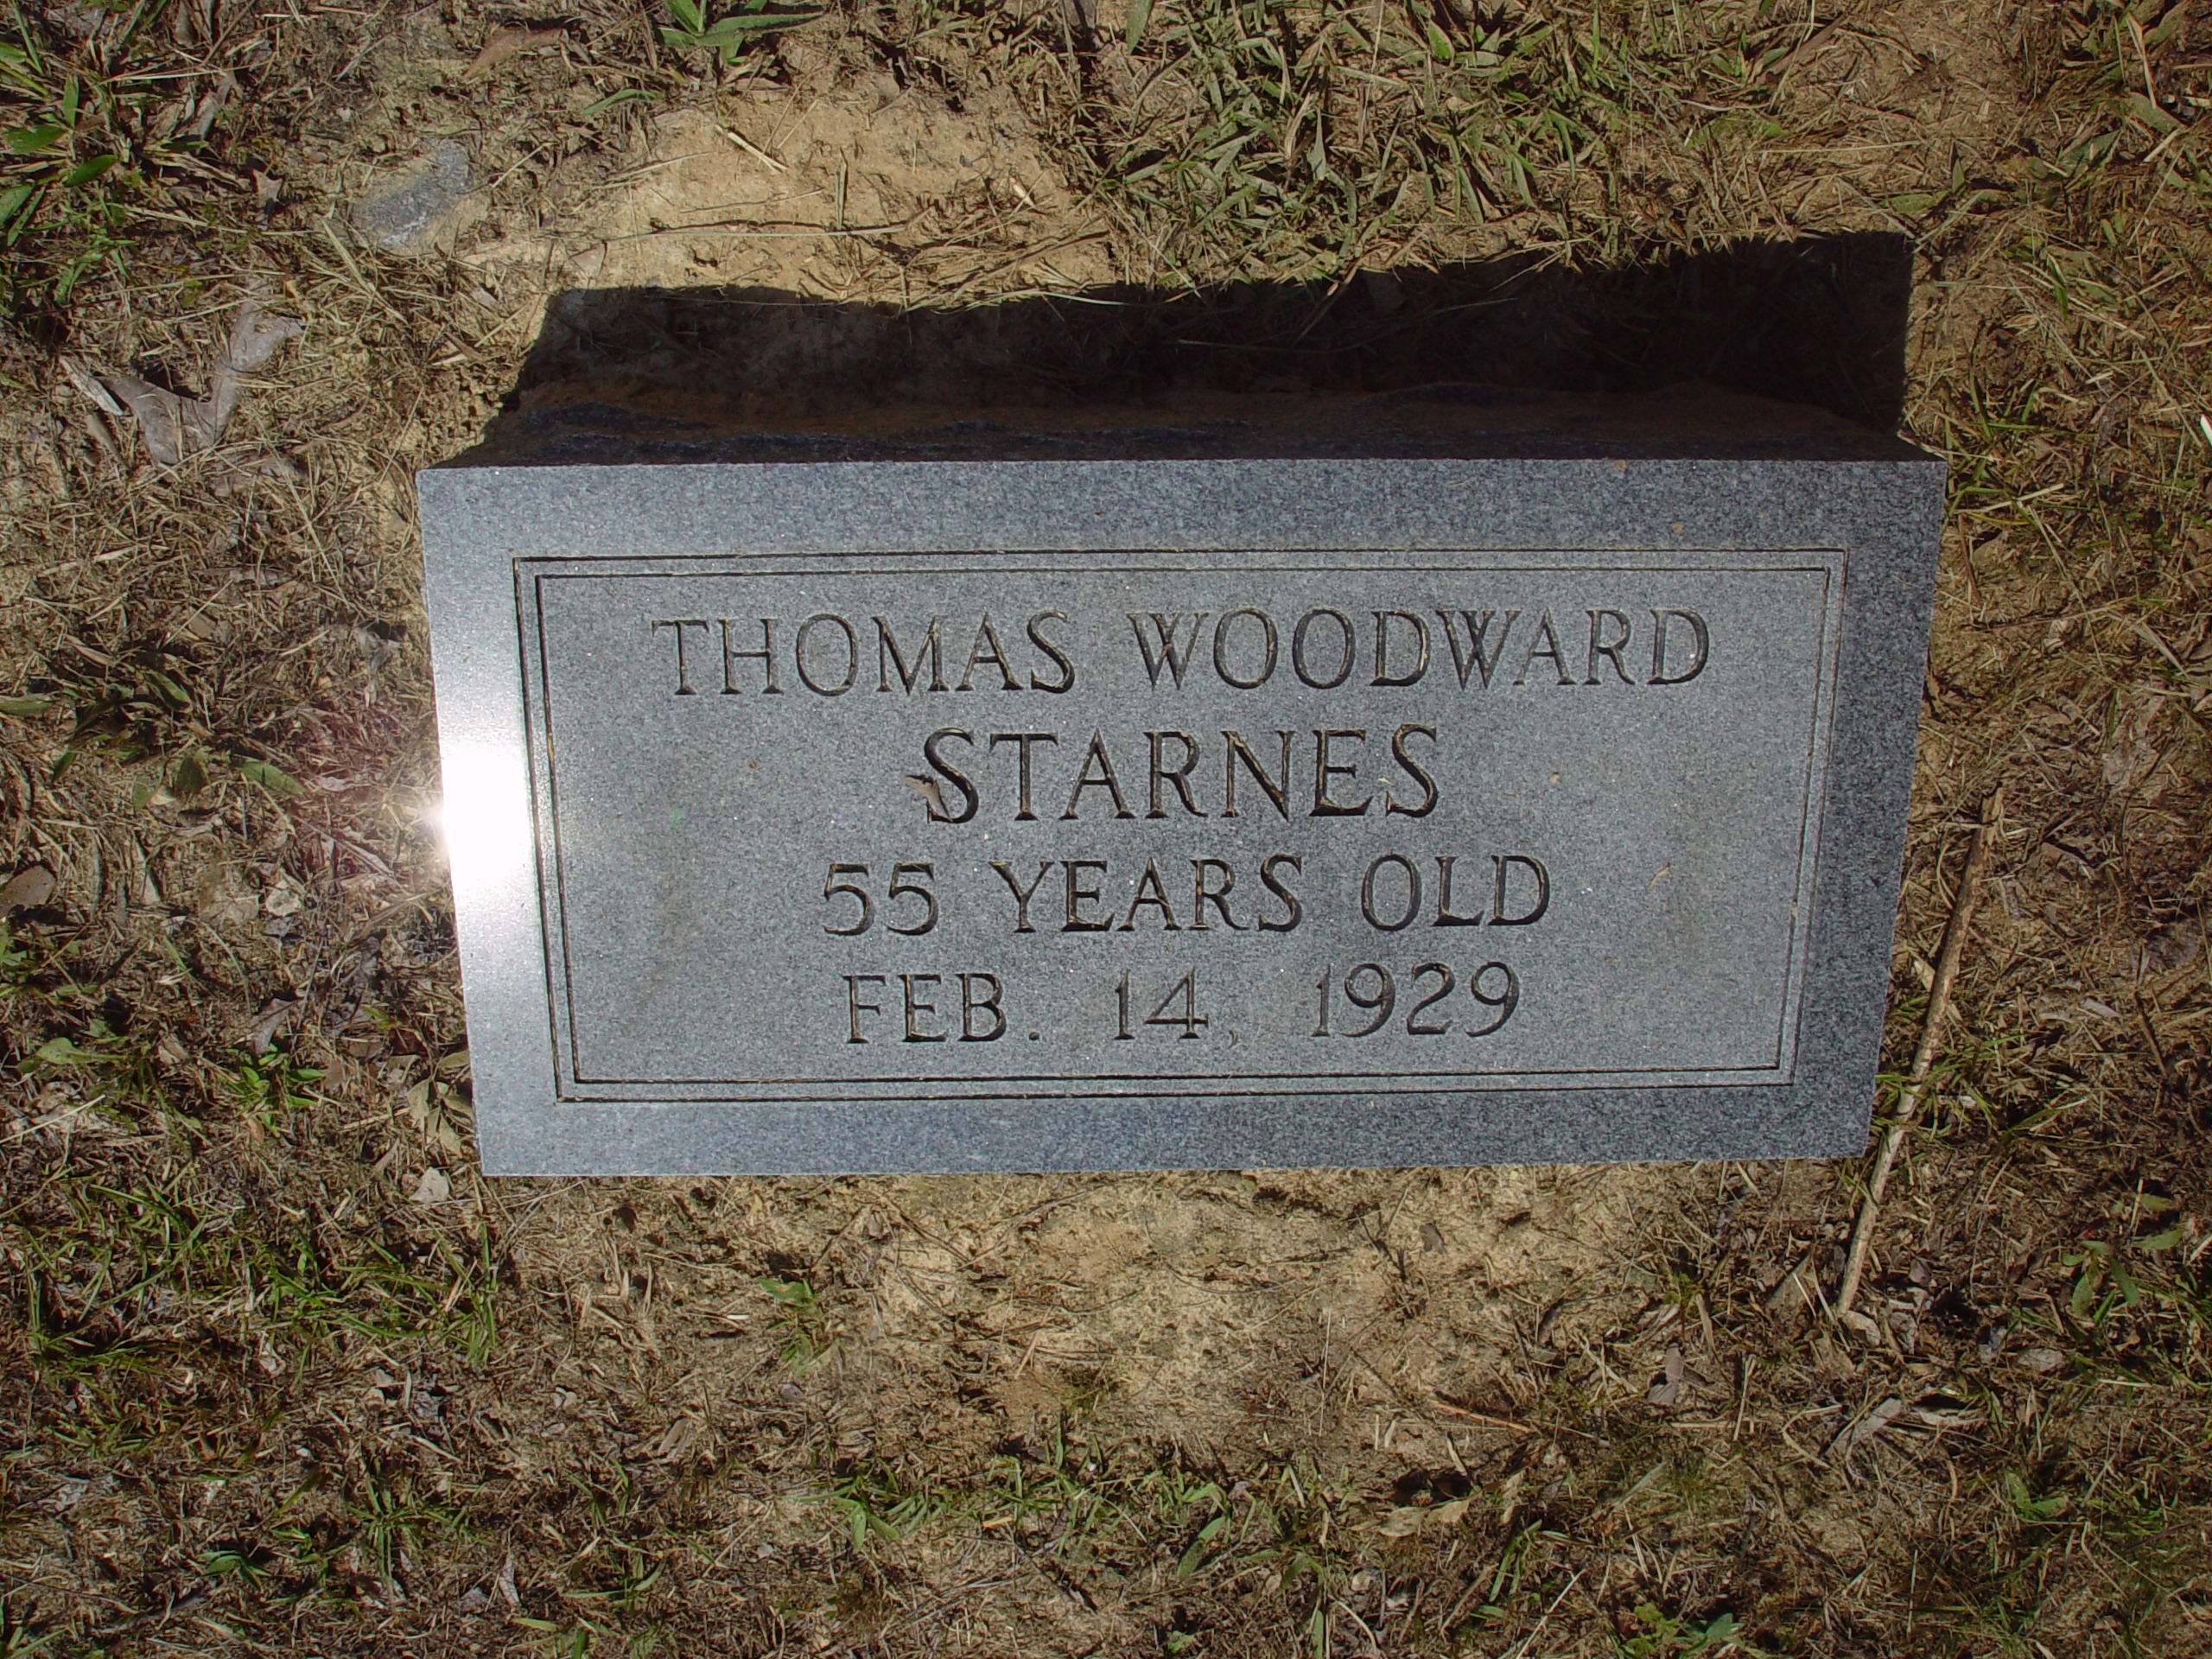 THOMAS WOODWARD
STARNES
55 YEARS OLD
FEB. 14, 1929